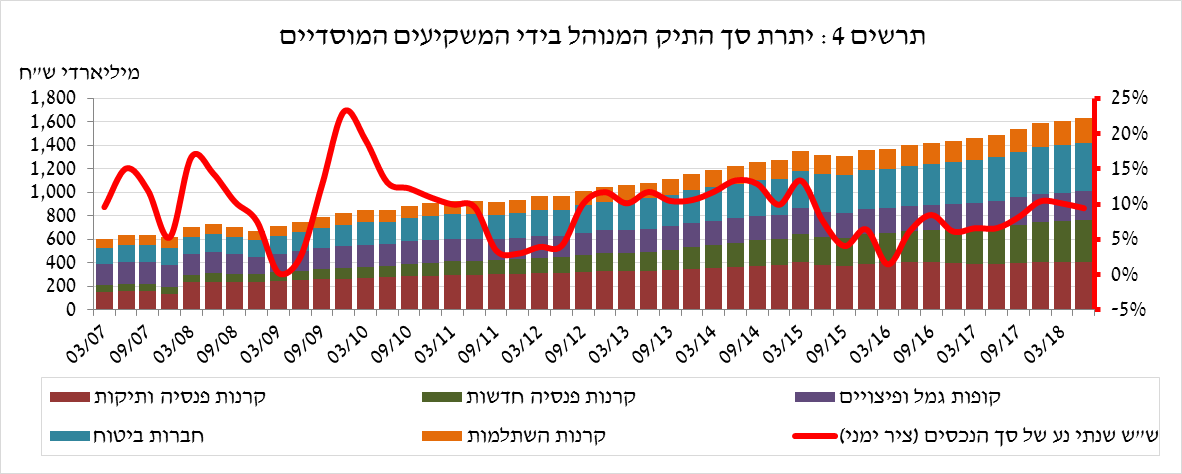 תרשים 4 : יתרת סך התיק המנוהל בידי המשקיעים המוסדיים
מיליארדי ש"ח
1,800 25%
1,600 20%
1,400 15%
1,200 10%
1,000 5%
800 0%
600 -5%
400
200
0
03/07 09/07 03/08 09/08 03/09 09/09 03/10 09/10 03/11 09/11 03/12 09/12 03/13 09/13 03/14 09/14 03/15 09/15 03/16 09/16 03/17 09/17 03/18
קרנות פנסיה ותיקות קרנות פנסיה חדשות קופות גמל ופיצויים
חברות ביטוח קרנות השתלמות ש"ש שנתי נע של סך הנכסים (ציר ימני)